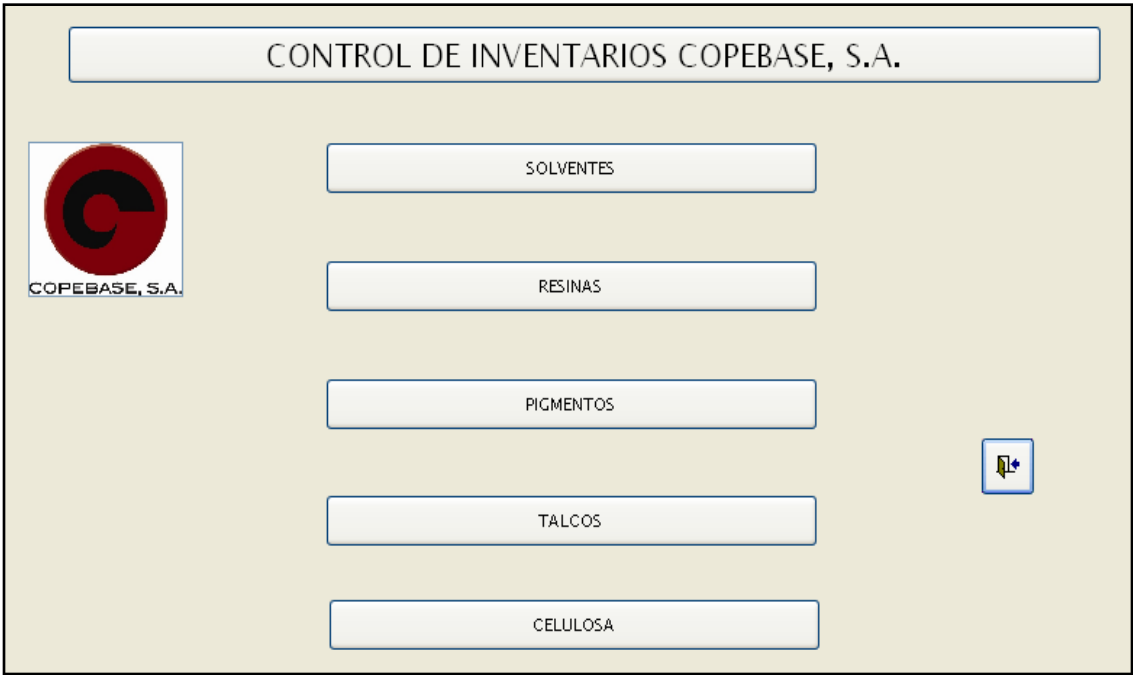 CONTROL DE INVENTARIOS COPEBASE, S.A.
COPEBASE, S.A.
SOLVENTES
RESINAS
PIGMENTOS
TALCOS
CELULOSA